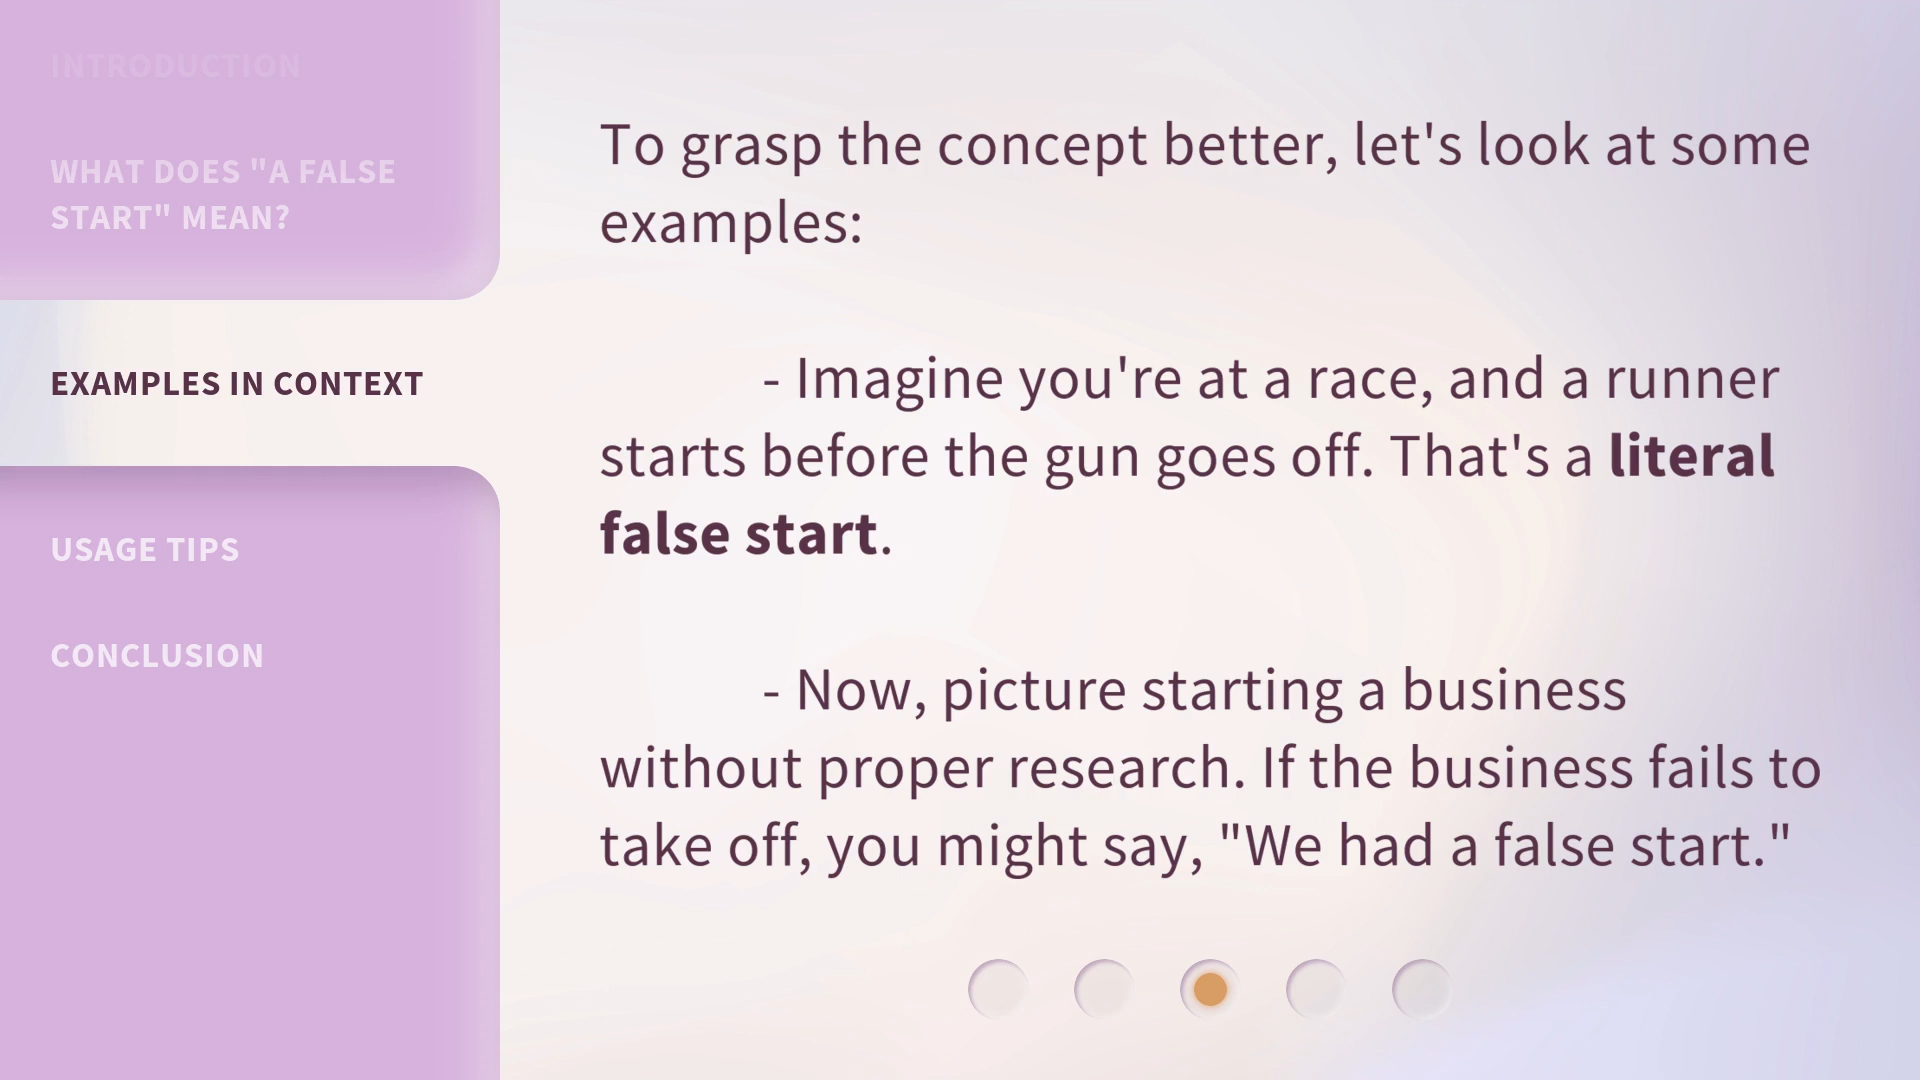 INTRODUCTION
WHAT DOES "A FALSE
START" MEAN?
EXAMPLES IN CONTEXT
USAGE TIPS
CONCLUSION
To grasp the concept better, let's look at some
examples:
- Imagine you're at a race, and a runner
starts before the gun goes off. That's a literal
false start.
- Now, picture starting a business
without proper research. If the business fails to
take off, you might say, "We had a false start."